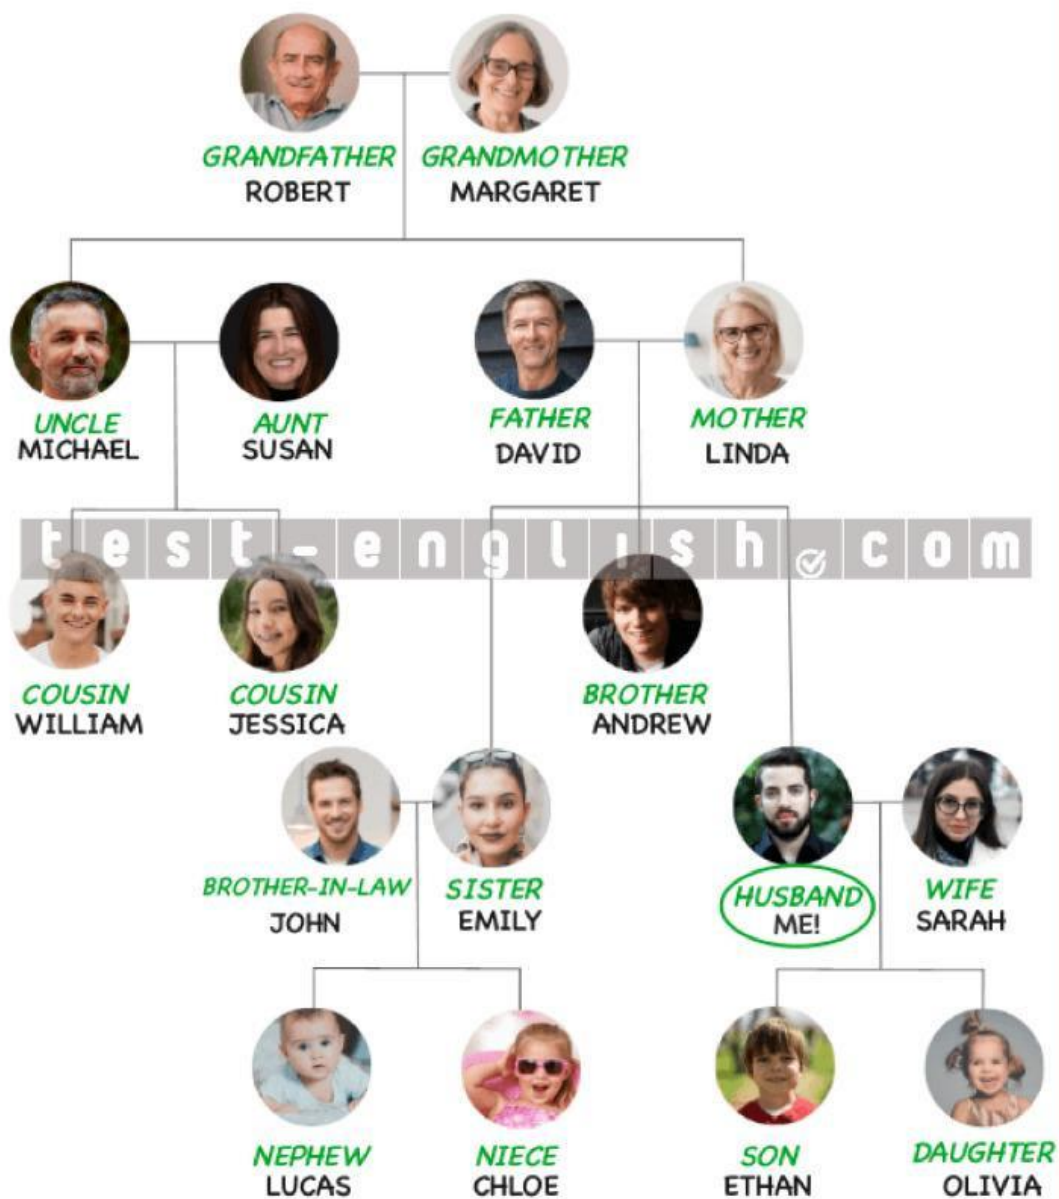 GRANDFATHER GRANDMOTHER
ROBERT MARGARET
UNCLE AUNT FATHER MOTHER
MICHAEL SUSAN DAVID LINDA
test-english.com
COUSIN COUSIN BROTHER
WILLIAM JESSICA ANDREW
BROTHER-IN-LAW SISTER HUSBAND WIFE
JOHN EMILY ME! SARAH
NEPHEW NIECE SON DAUGHTER
LUCAS CHLOE ETHAN OLIVIA